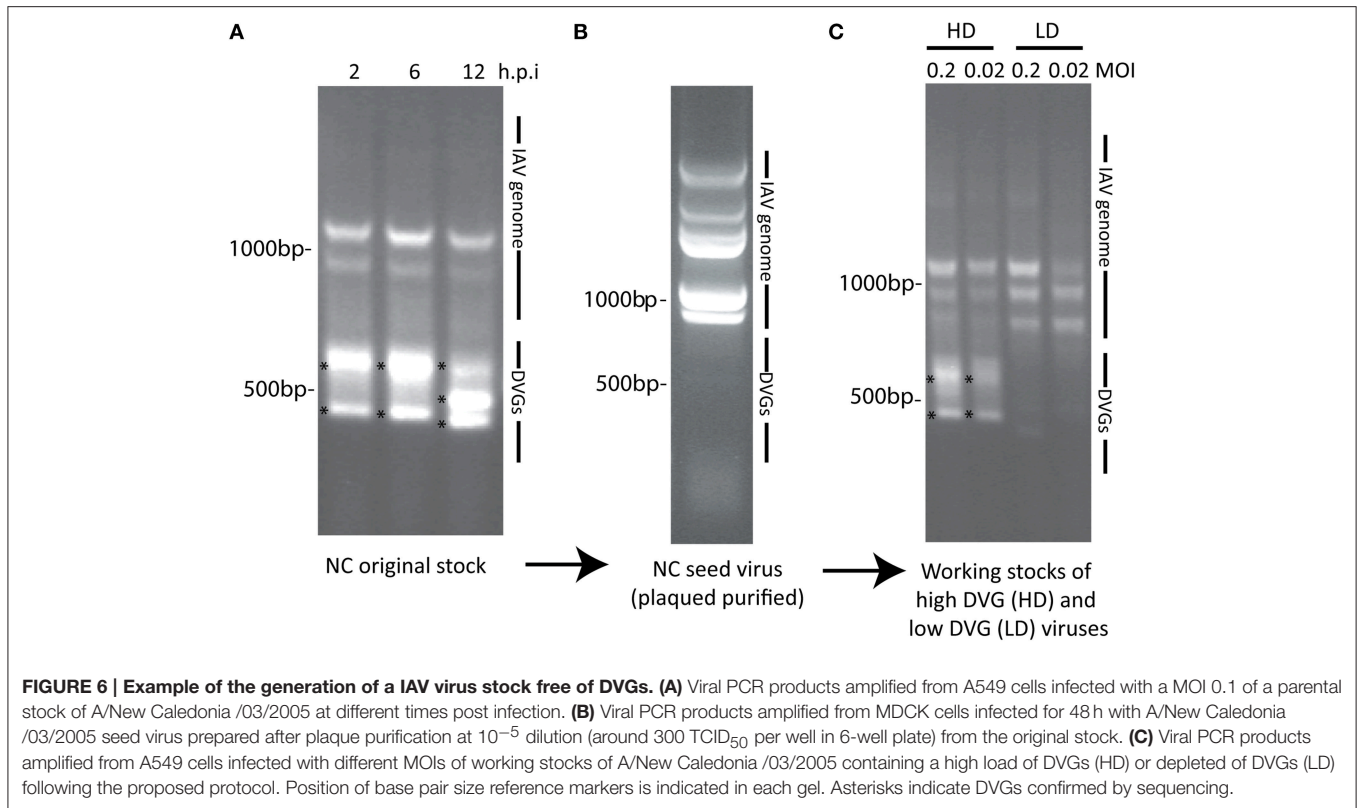 A
2 6 12 h.p.i
1000bp-
500bp-
* * *
*
* * *
IAV genome
DVGs
NC original stock
B
1000bp-
500bp-
IAV genome
DVGs
NC seed virus
(plaqued purified)
C
HD LD
0.2 0.02 0.2 0.02 MOI
1000bp-
500bp-
* *
* *
IAV genome
DVGs
Working stocks of
high DVG (HD) and
low DVG (LD) viruses
FIGURE 6 | Example of the generation of a IAV virus stock free of DVGs. (A) Viral PCR products amplified from A549 cells infected with a MOI 0.1 of a parental
stock of A/New Caledonia /03/2005 at different times post infection. (B) Viral PCR products amplified from MDCK cells infected for 48 h with A/New Caledonia
/03/2005 seed virus prepared after plaque purification at 10⁻⁵ dilution (around 300 TCID₅₀ per well in 6-well plate) from the original stock. (C) Viral PCR products
amplified from A549 cells infected with different MOIs of working stocks of A/New Caledonia /03/2005 containing a high load of DVGs (HD) or depleted of DVGs (LD)
following the proposed protocol. Position of base pair size reference markers is indicated in each gel. Asterisks indicate DVGs confirmed by sequencing.